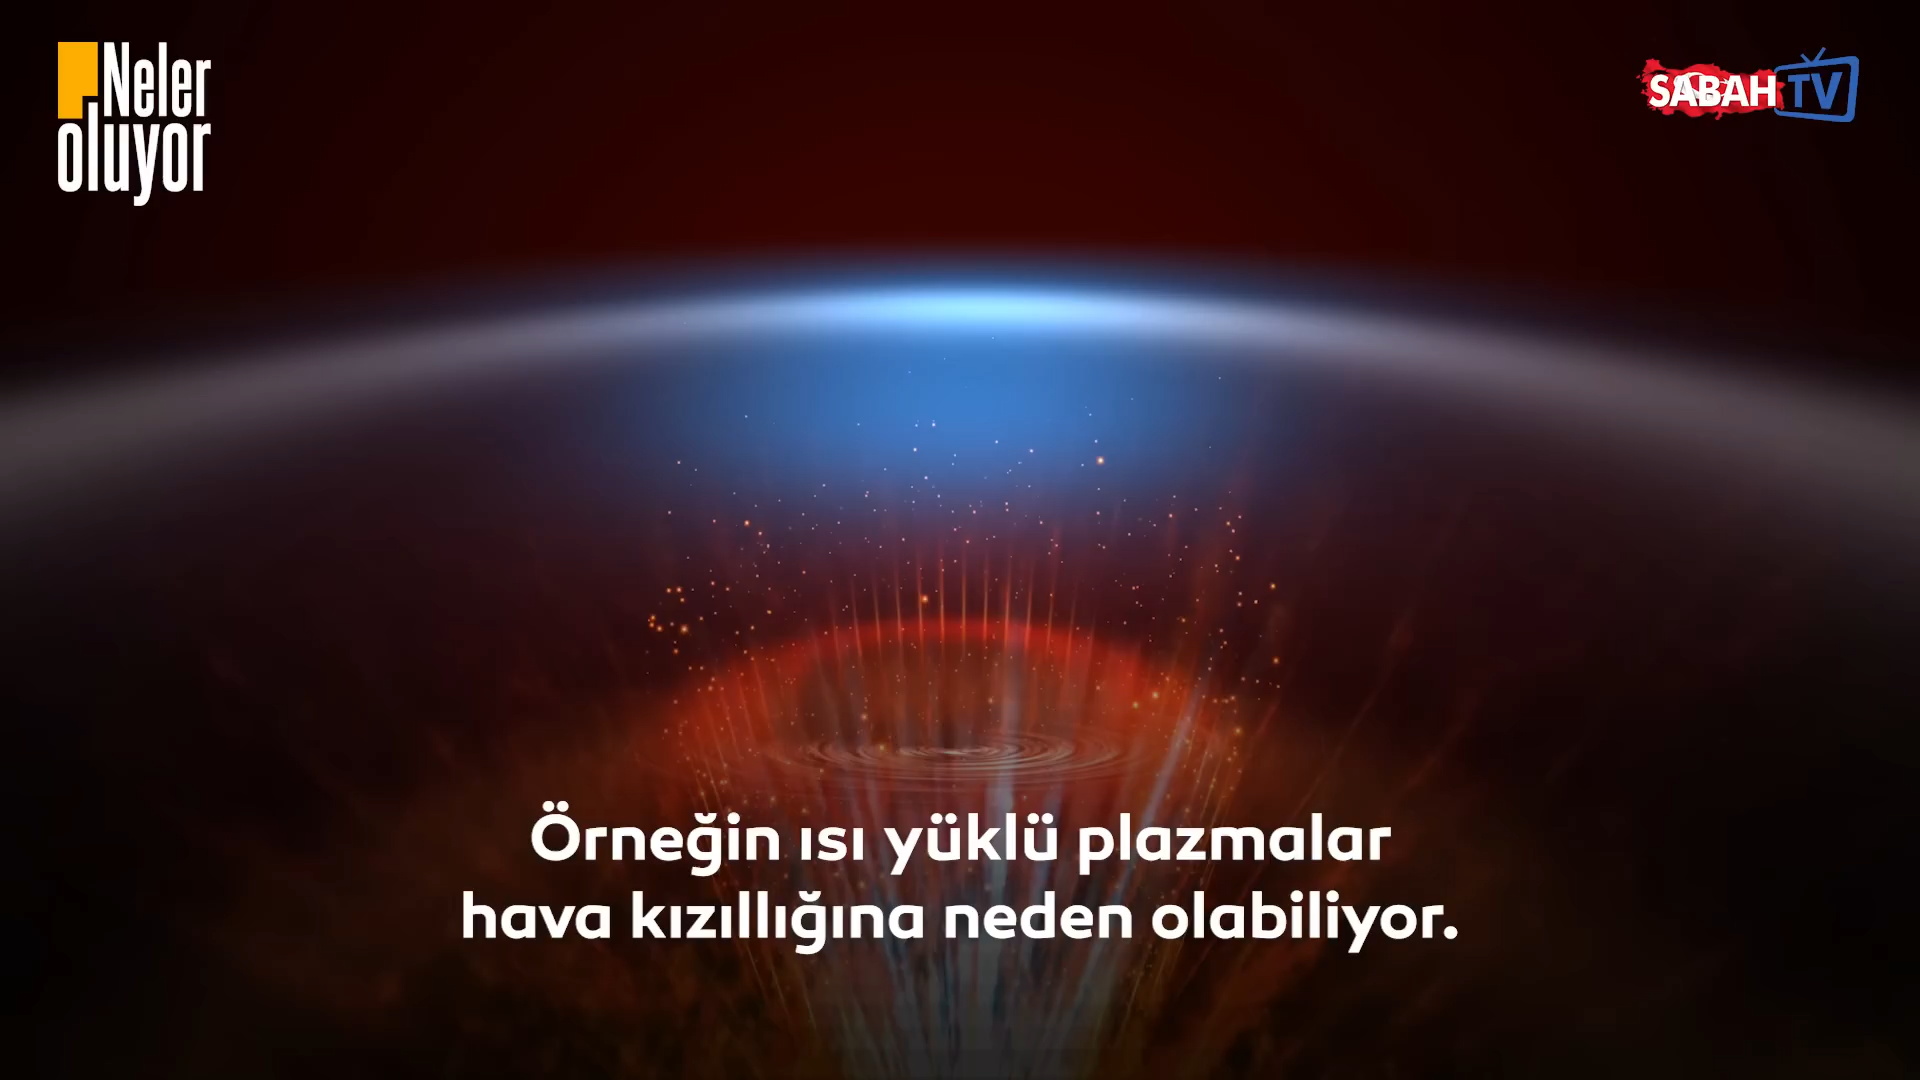 Neler
oluyor
SABAH TV
Örneğin ısı yüklü plazmalar
hava kızıllığına neden olabiliyor.